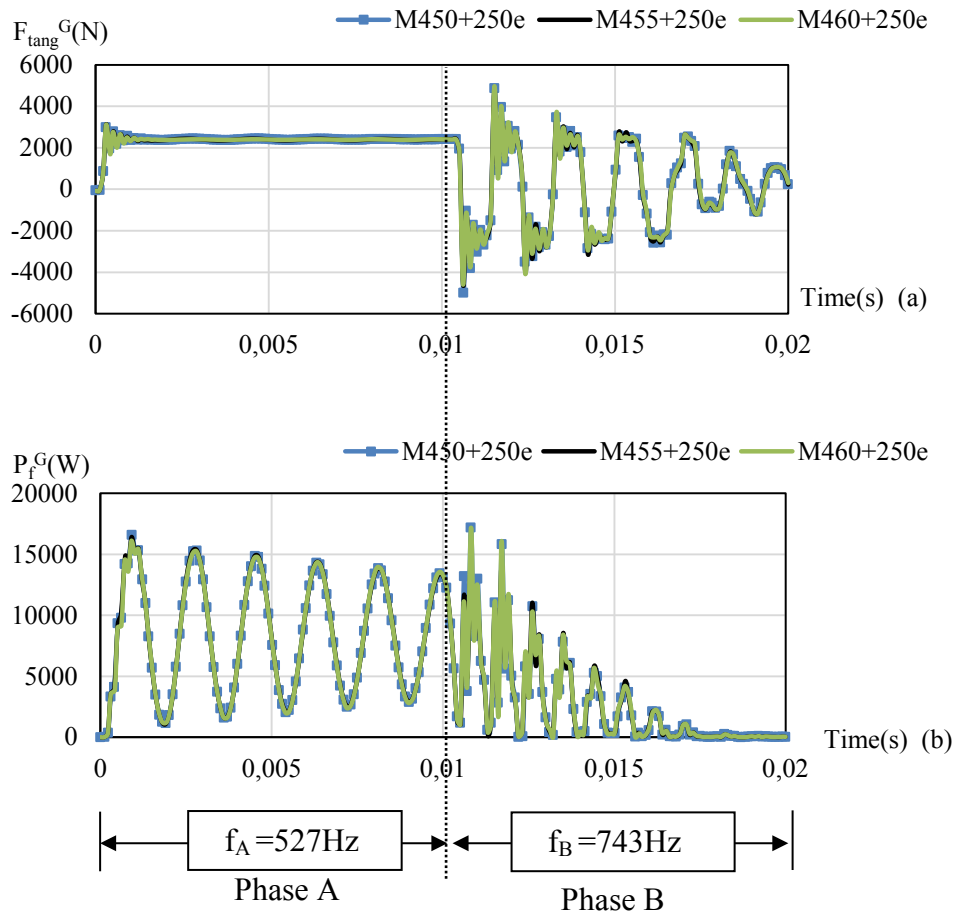 M450+250e M455+250e M460+250e
F_tang^G(N)
6000
4000
2000
0
-2000
-4000
-6000
Time(s) (a)
0 0,005 0,01 0,015 0,02
M450+250e M455+250e M460+250e
P_f^G(W)
20000
15000
10000
5000
0
Time(s) (b)
0 0,005 0,01 0,015 0,02
f_A=527Hz f_B=743Hz
Phase A Phase B